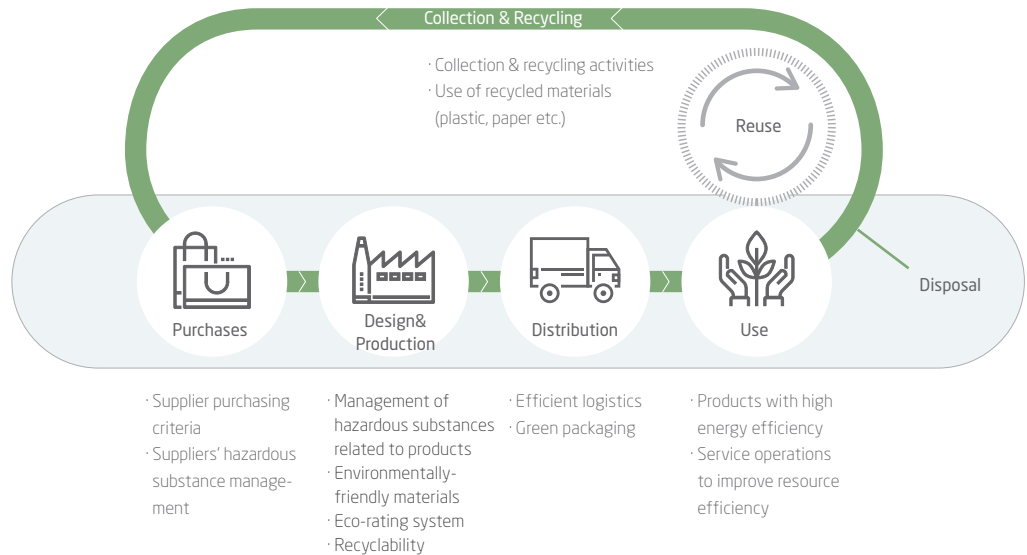 Collection & Recycling
· Collection & recycling activities
· Use of recycled materials
(plastic, paper etc.)
Reuse
Purchases
Design&
Production
Distribution
Use
Disposal
· Supplier purchasing
criteria
· Suppliers' hazardous
substance manage-
ment
· Management of
hazardous substances
related to products
· Environmentally-
friendly materials
· Eco-rating system
· Recyclability
· Efficient logistics
· Green packaging
· Products with high
energy efficiency
· Service operations
to improve resource
efficiency